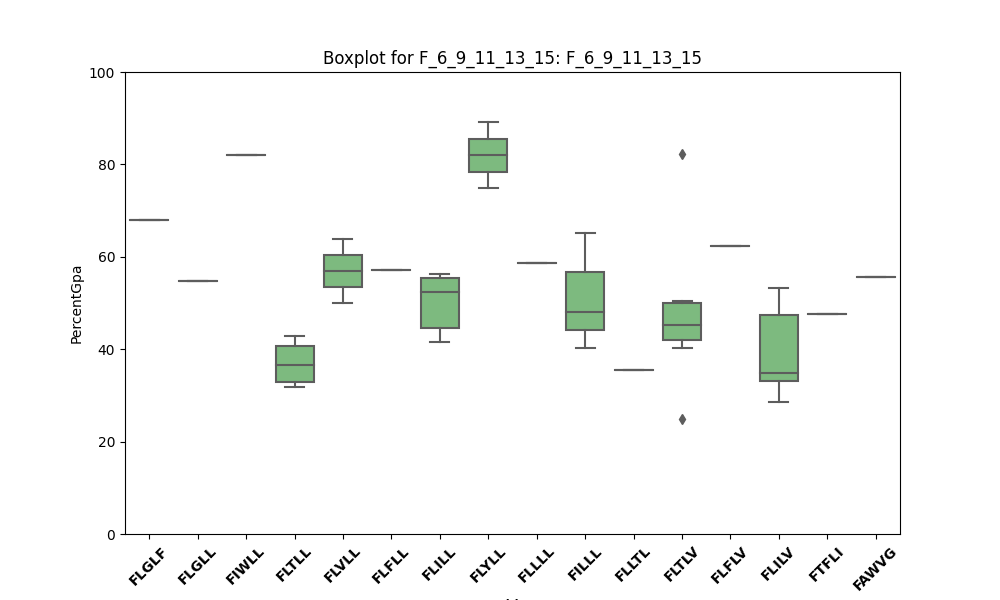 Boxplot for F_6_9_11_13_15: F_6_9_11_13_15
PercentGpa
100
80
60
40
20
0
FLGLF
FLGLL
FIWLL
FLTLL
FLVLL
FLFLL
FLILL
FLYLL
FLLLL
FILLL
FLLTL
FLTLV
FLFLV
FLILV
FTFLI
FAWVG